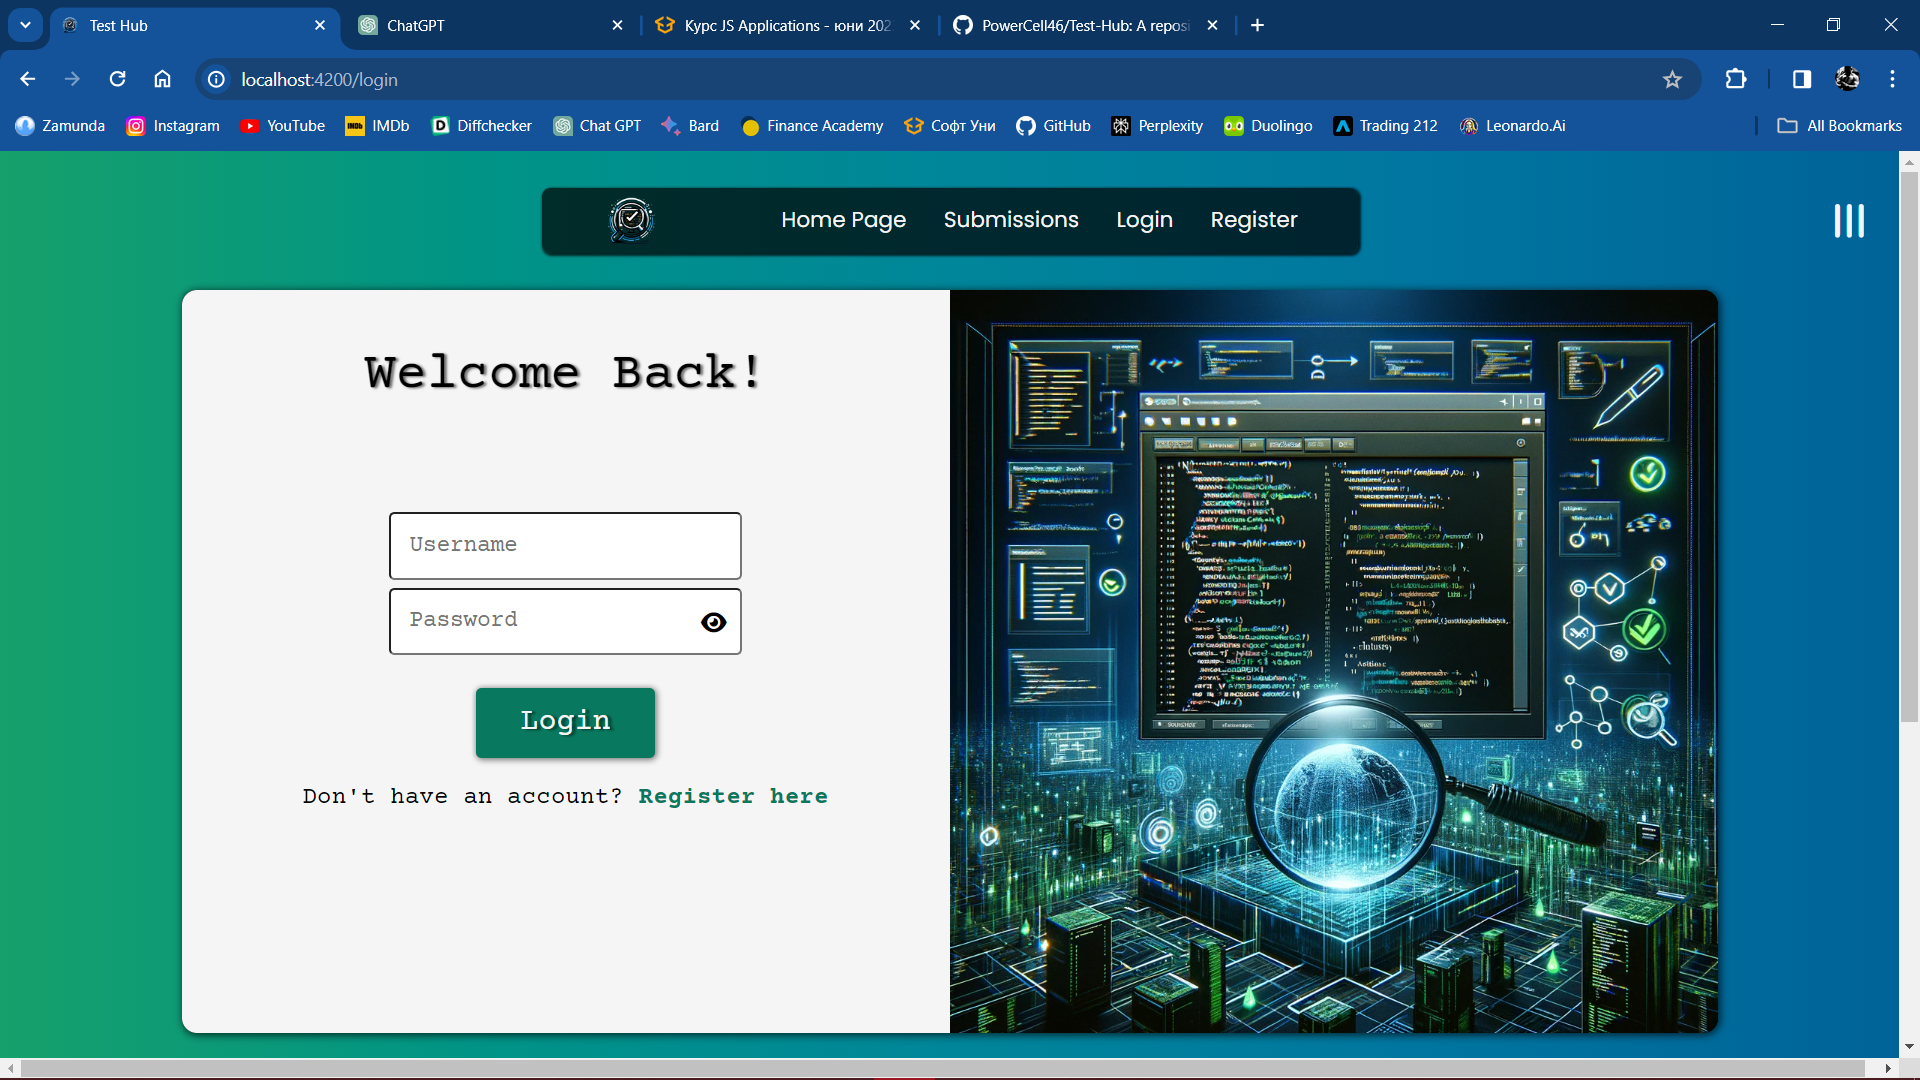 Test Hub
ChatGPT
Курс JS Applications - юни 202
PowerCell46/Test-Hub: A reposi
localhost:4200/login
Zamunda
Instagram
YouTube
IMDb
Diffchecker
Chat GPT
Bard
Finance Academy
Софт Уни
GitHub
Perplexity
Duolingo
Trading 212
Leonardo.Ai
All Bookmarks
Home Page
Submissions
Login
Register
Welcome Back!
Username
Password
Login
Don't have an account? Register here